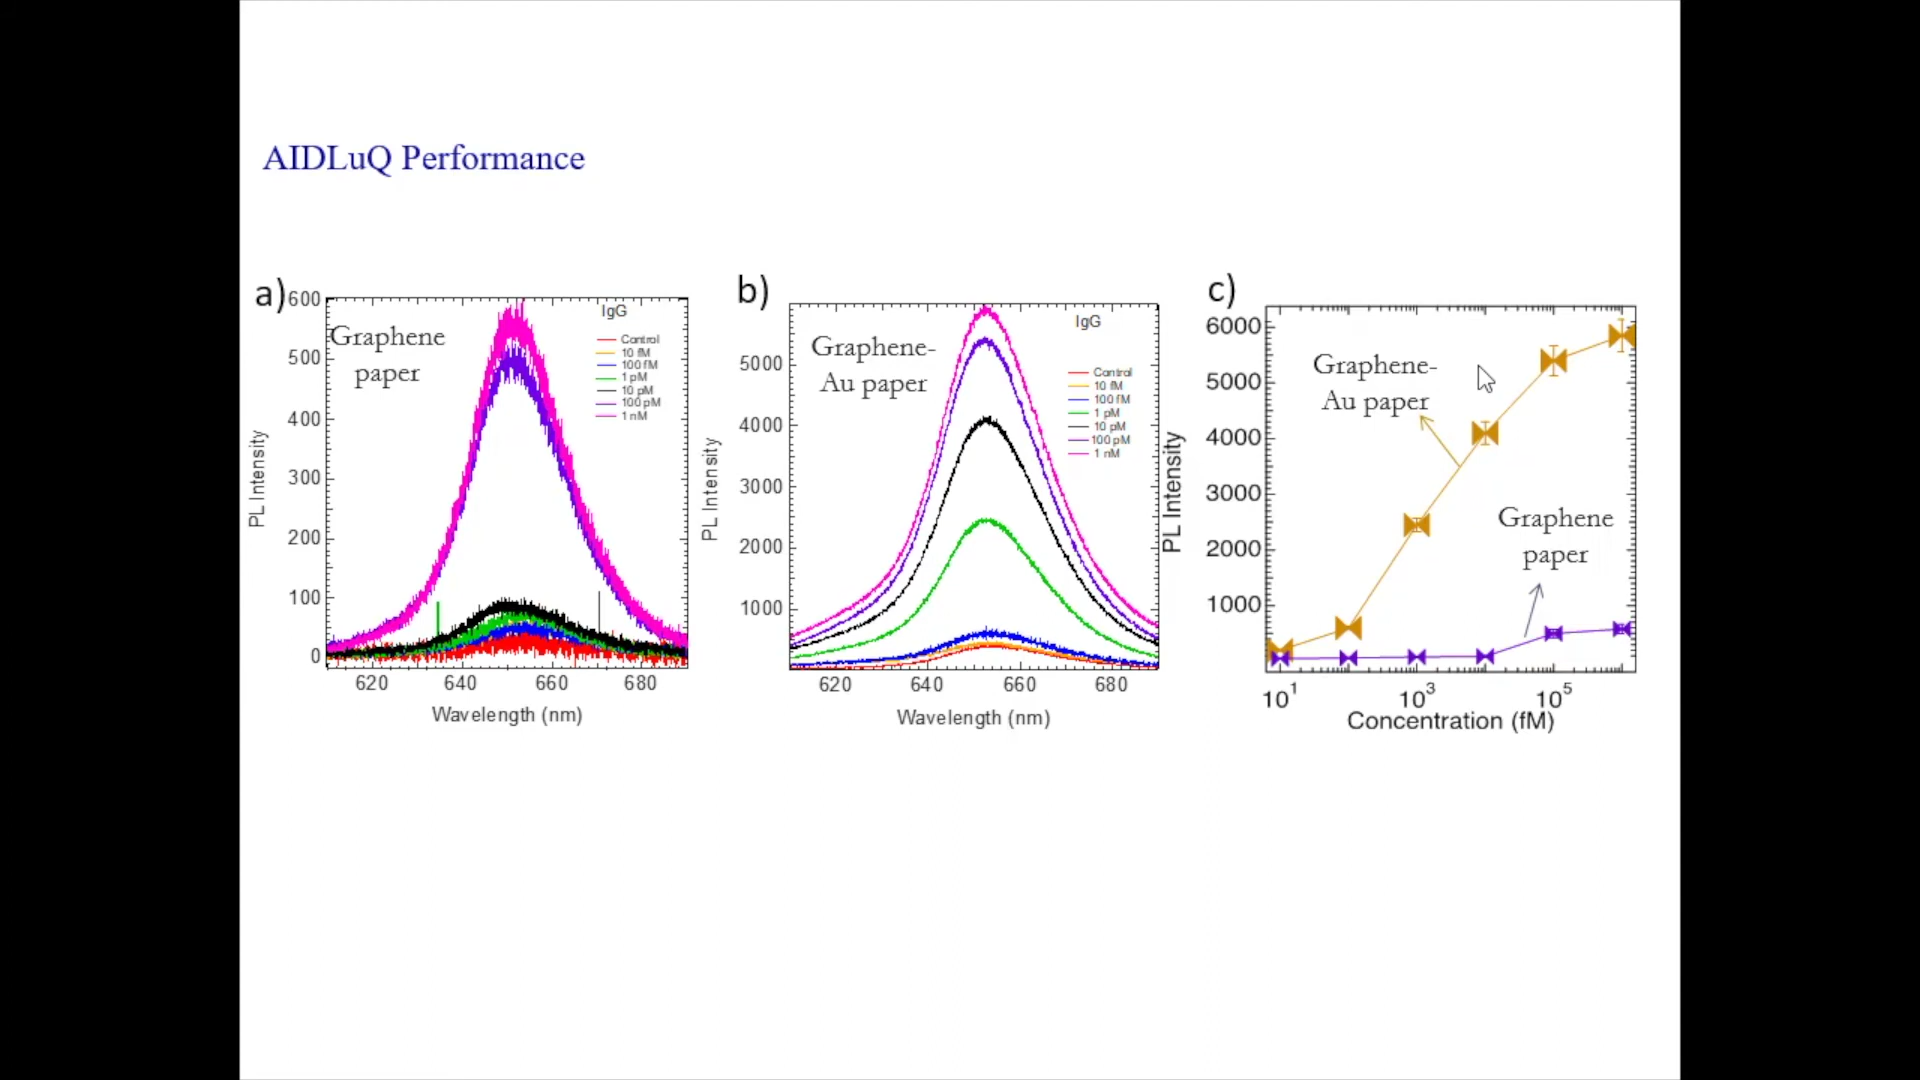 AIDLuQ Performance
a)
600
500
400
300
200
100
0
PL Intensity
Graphene
paper
IgG
Control
10 fM
100 fM
1 pM
10 pM
100 pM
1 nM
620 640 660 680
Wavelength (nm)
b)
5000
4000
3000
2000
1000
PL Intensity
Graphene-
Au paper
IgG
Control
10 fM
100 fM
1 pM
10 pM
100 pM
1 nM
620 640 660 680
Wavelength (nm)
c)
6000
5000
4000
3000
2000
1000
PL Intensity
Graphene-
Au paper
Graphene
paper
10¹ 10³ 10⁵
Concentration (fM)